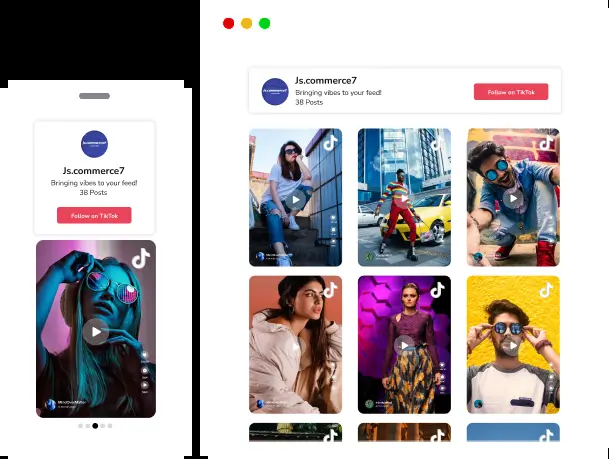 Js.commerce7
Bringing vibes to your feed!
38 Posts
Follow on TikTok
MindOverMatter
Js.commerce7
Bringing vibes to your feed!
38 Posts
Follow on TikTok